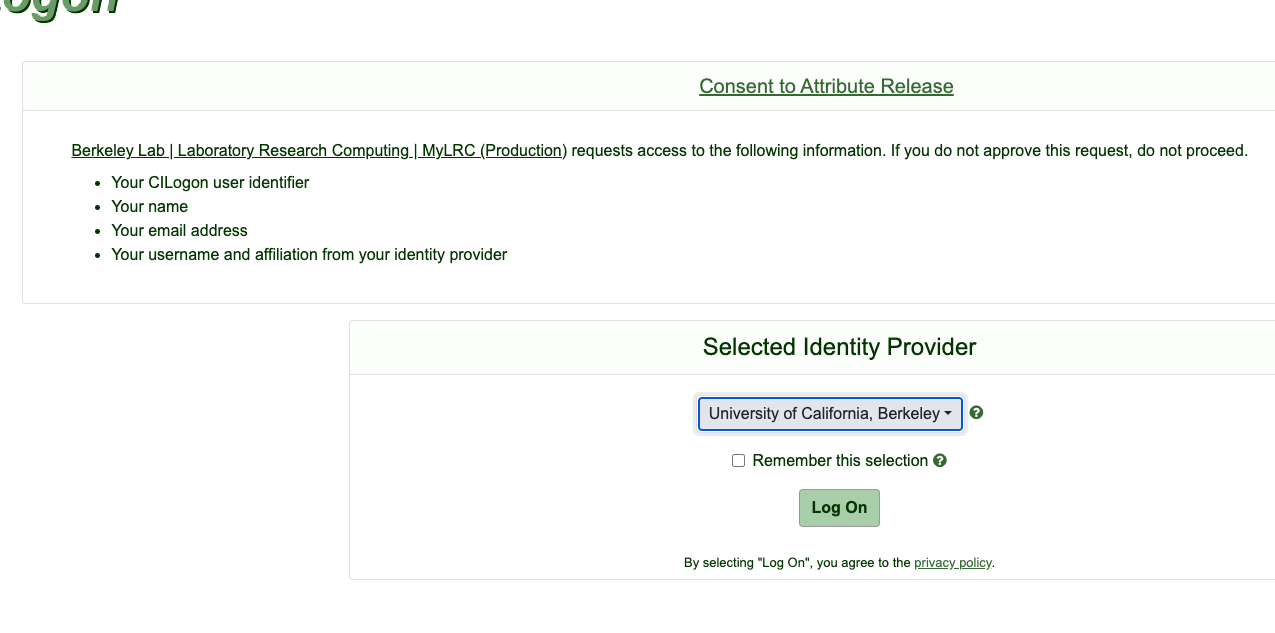 Consent to Attribute Release
Berkeley Lab | Laboratory Research Computing | MyLRC (Production) requests access to the following information. If you do not approve this request, do not proceed.
Your CILogon user identifier
Your name
Your email address
Your username and affiliation from your identity provider
Selected Identity Provider
University of California, Berkeley
Remember this selection
Log On
By selecting "Log On", you agree to the privacy policy.